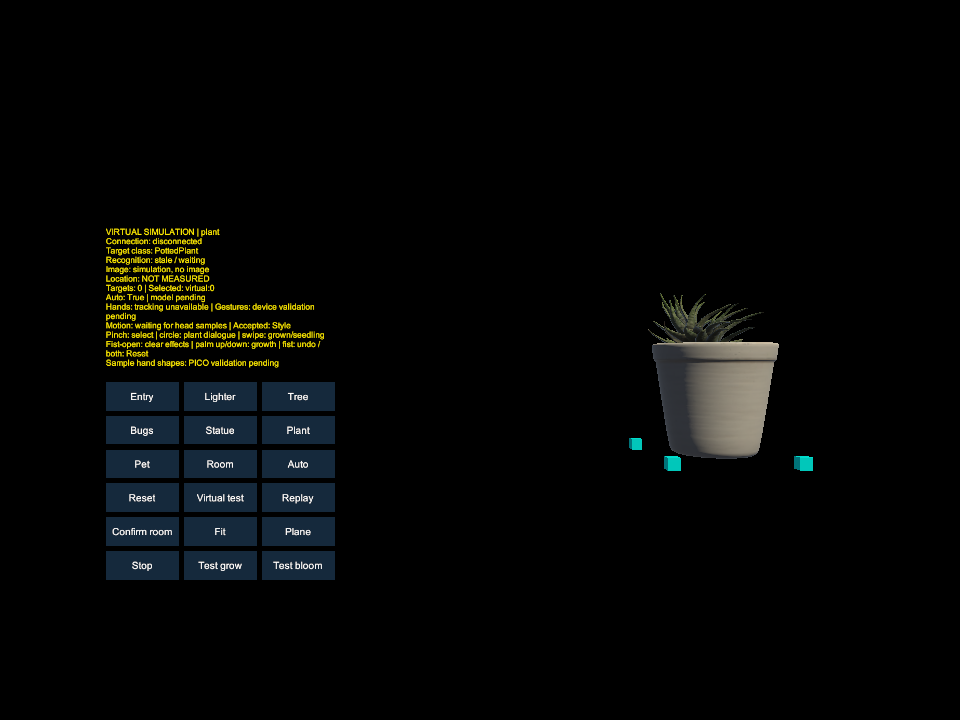 VIRTUAL SIMULATION | plant
Connection: disconnected
Target class: PottedPlant
Recognition: stale / waiting
Image: simulation, no image
Location: NOT MEASURED
Targets: 0 | Selected: virtual:0
Auto: True | model pending
Hands: tracking unavailable | Gestures: device validation
pending
Motion: waiting for head samples | Accepted: Style
Pinch: select | circle: plant dialogue | swipe: grown/seedling
Fist-open: clear effects | palm up/down: growth | fist: undo /
both: Reset
Sample hand shapes: PICO validation pending
Entry Lighter Tree
Bugs Statue Plant
Pet Room Auto
Reset Virtual test Replay
Confirm room Fit Plane
Stop Test grow Test bloom